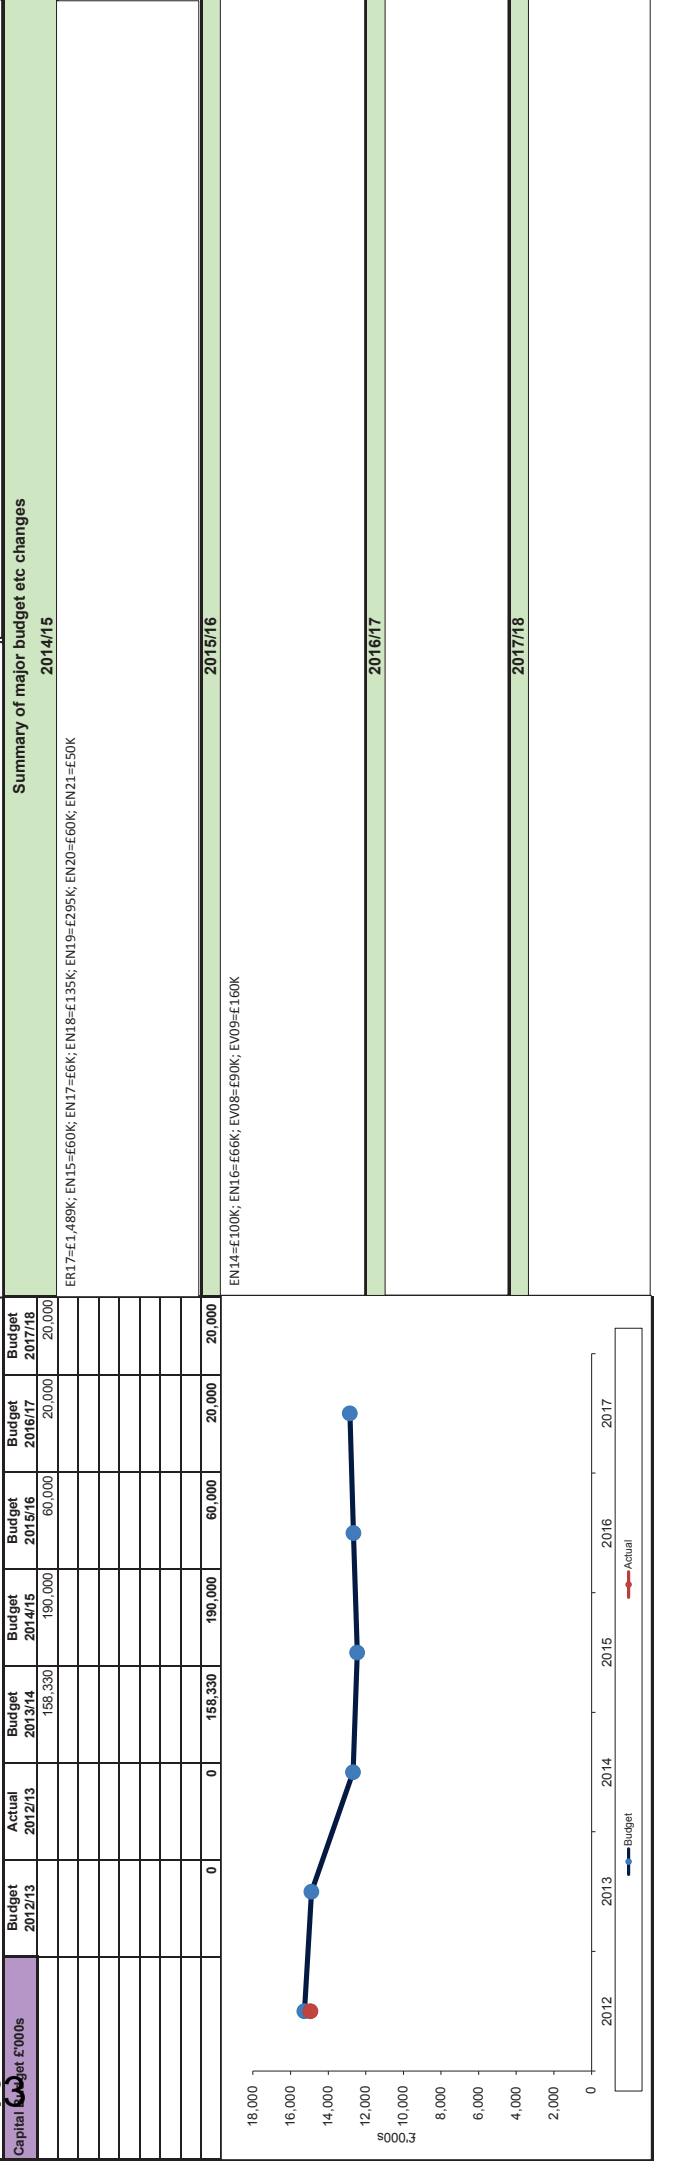 Capital Budget £'000s
3
Budget 2012/13
Actual 2012/13
Budget 2013/14
Budget 2014/15
Budget 2015/16
Budget 2016/17
Budget 2017/18
158,330 190,000 60,000 20,000 20,000
0 0 158,330 190,000 60,000 20,000 20,000
18,000
16,000
14,000
12,000
10,000
8,000
6,000
4,000
2,000
0
£'000s
2012 2013 2014 2015 2016 2017
Budget Actual
Summary of major budget etc changes
2014/15
ER17=£1,489K; EN15=£60K; EN17=£6K; EN18=£135K; EN19=£295K; EN20=£60K; EN21=£50K
2015/16
EN14=£100K; EN16=£66K; EV08=£90K; EV09=£160K
2016/17
2017/18